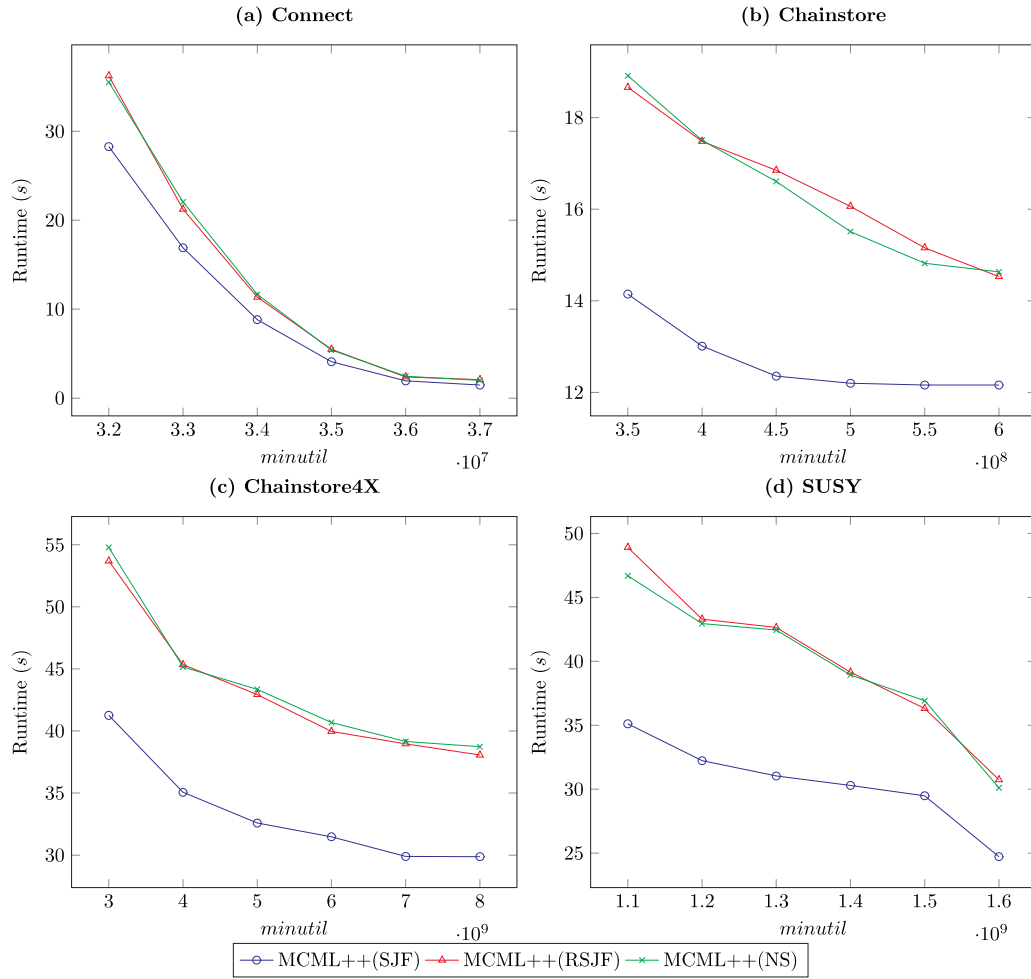 (a) Connect
Runtime (s)
30
20
10
0
3.2 3.3 3.4 3.5 3.6 3.7
minutil ·10^7
(b) Chainstore
Runtime (s)
18
16
14
12
3.5 4 4.5 5 5.5 6
minutil ·10^8
(c) Chainstore4X
Runtime (s)
55
50
45
40
35
30
3 4 5 6 7 8
minutil ·10^9
(d) SUSY
Runtime (s)
50
45
40
35
30
25
1.1 1.2 1.3 1.4 1.5 1.6
minutil ·10^9
MCML++(SJF) MCML++(RSJF) MCML++(NS)